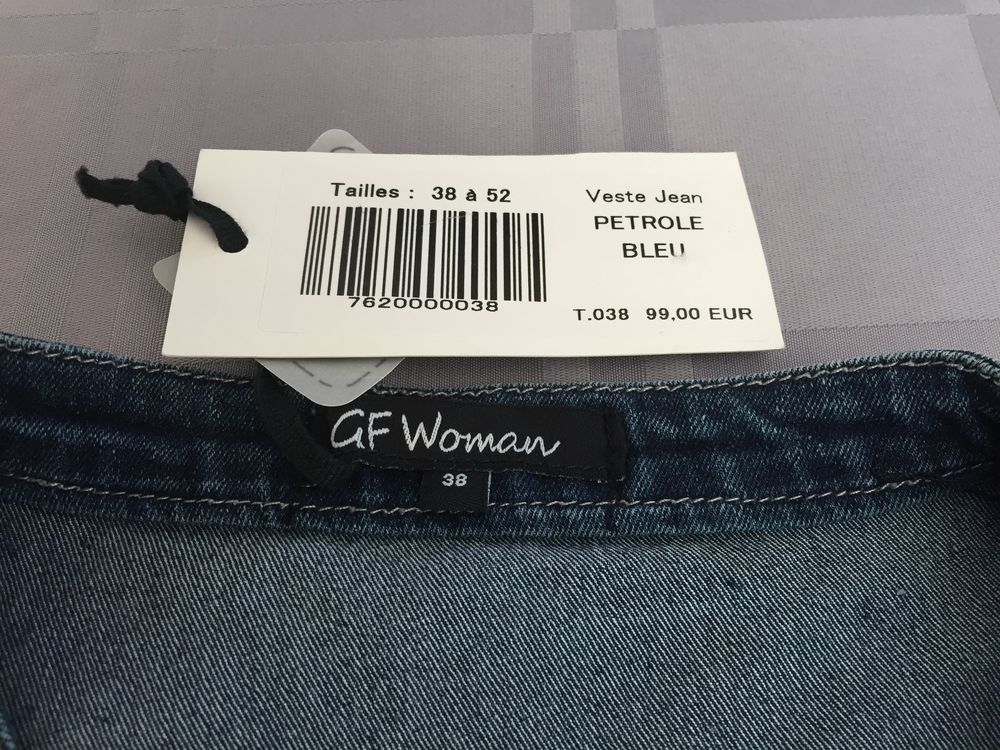 Tailles : 38 à 52
7620000038
Veste Jean
PETROLE
BLEU
T.038 99,00 EUR
GF Woman
38